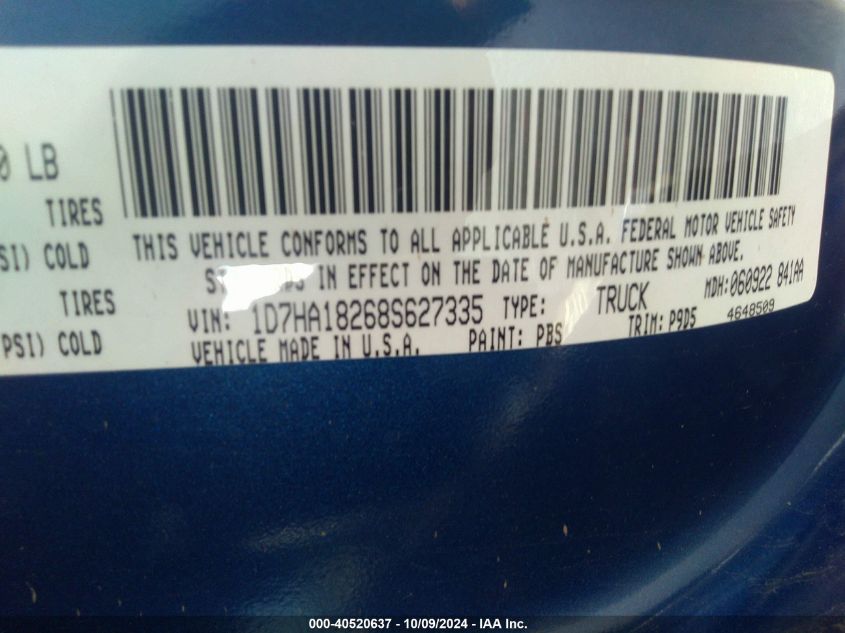 0 LB
TIRES
SI) COLD
TIRES
PSI) COLD
THIS VEHICLE CONFORMS TO ALL APPLICABLE U.S.A. FEDERAL MOTOR VEHICLE SAFETY
IN EFFECT ON THE DATE OF MANUFACTURE SHOWN ABOVE.
VIN: 1D7HA18268S627335 TYPE: TRUCK MDH:060922 841AA
VEHICLE MADE IN U.S.A. PAINT: PBS TRIM: P9D5 4648509
000-40520637 - 10/09/2024 - IAA Inc.